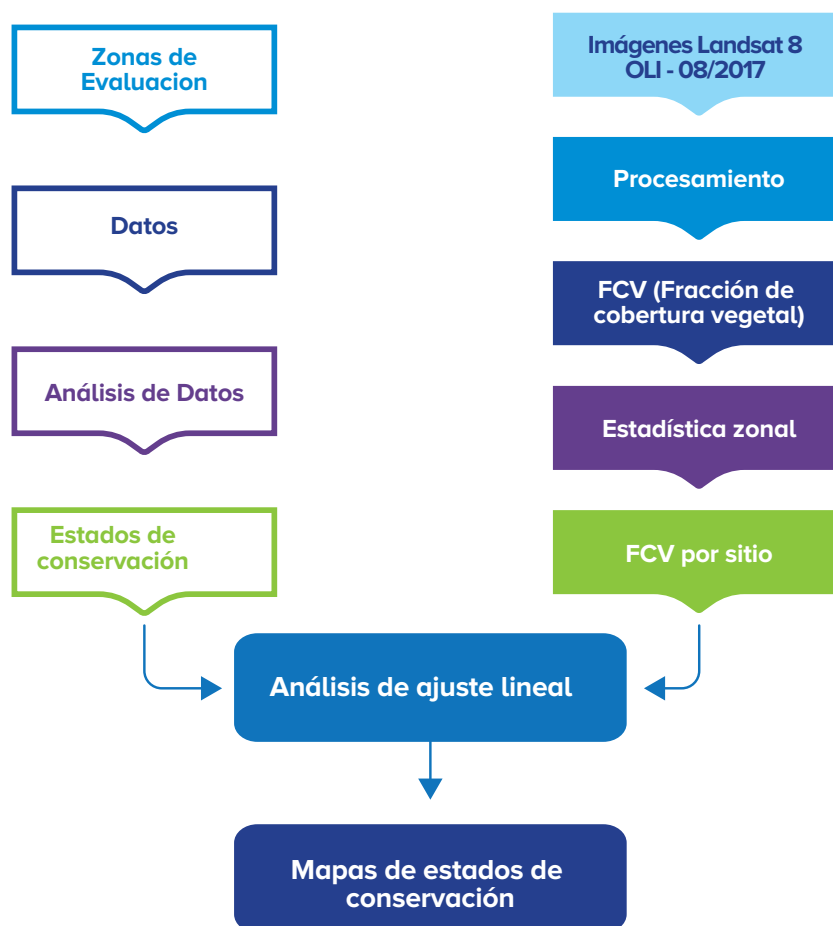 Zonas de
Evaluacion
Datos
Análisis de Datos
Estados de
conservación
Imágenes Landsat 8
OLI - 08/2017
Procesamiento
FCV (Fracción de
cobertura vegetal)
Estadística zonal
FCV por sitio
Análisis de ajuste lineal
Mapas de estados de
conservación